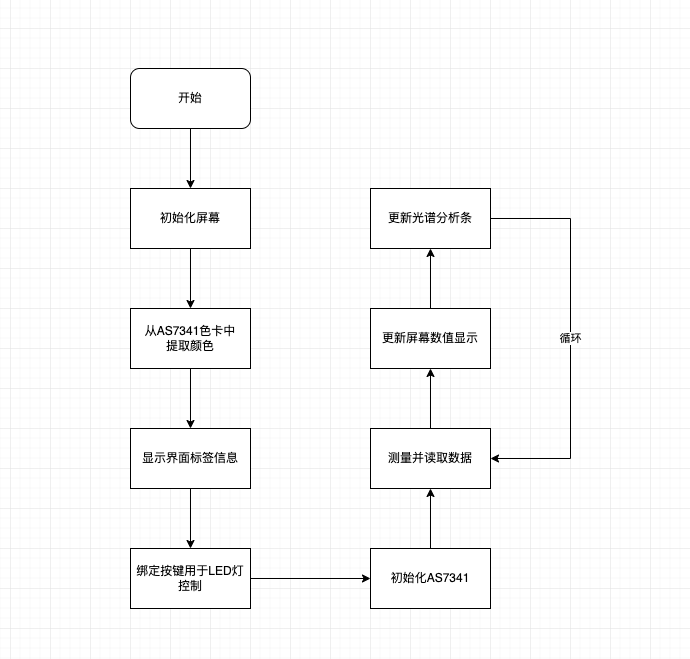 开始
初始化屏幕
从AS7341色卡中
提取颜色
显示界面标签信息
绑定按键用于LED灯
控制
初始化AS7341
测量并读取数据
更新屏幕数值显示
更新光谱分析条
循环